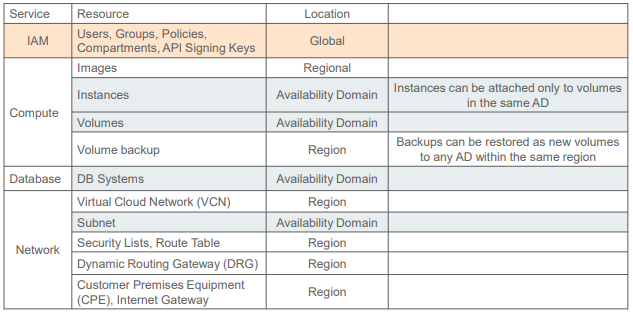 Service Resource Location
IAM Users, Groups, Policies, Compartments, API Signing Keys Global
Compute
Images Regional
Instances Availability Domain Instances can be attached only to volumes in the same AD
Volumes Availability Domain
Volume backup Region Backups can be restored as new volumes to any AD within the same region
Database DB Systems Availability Domain
Network
Virtual Cloud Network (VCN) Region
Subnet Availability Domain
Security Lists, Route Table Region
Dynamic Routing Gateway (DRG) Region
Customer Premises Equipment (CPE), Internet Gateway Region